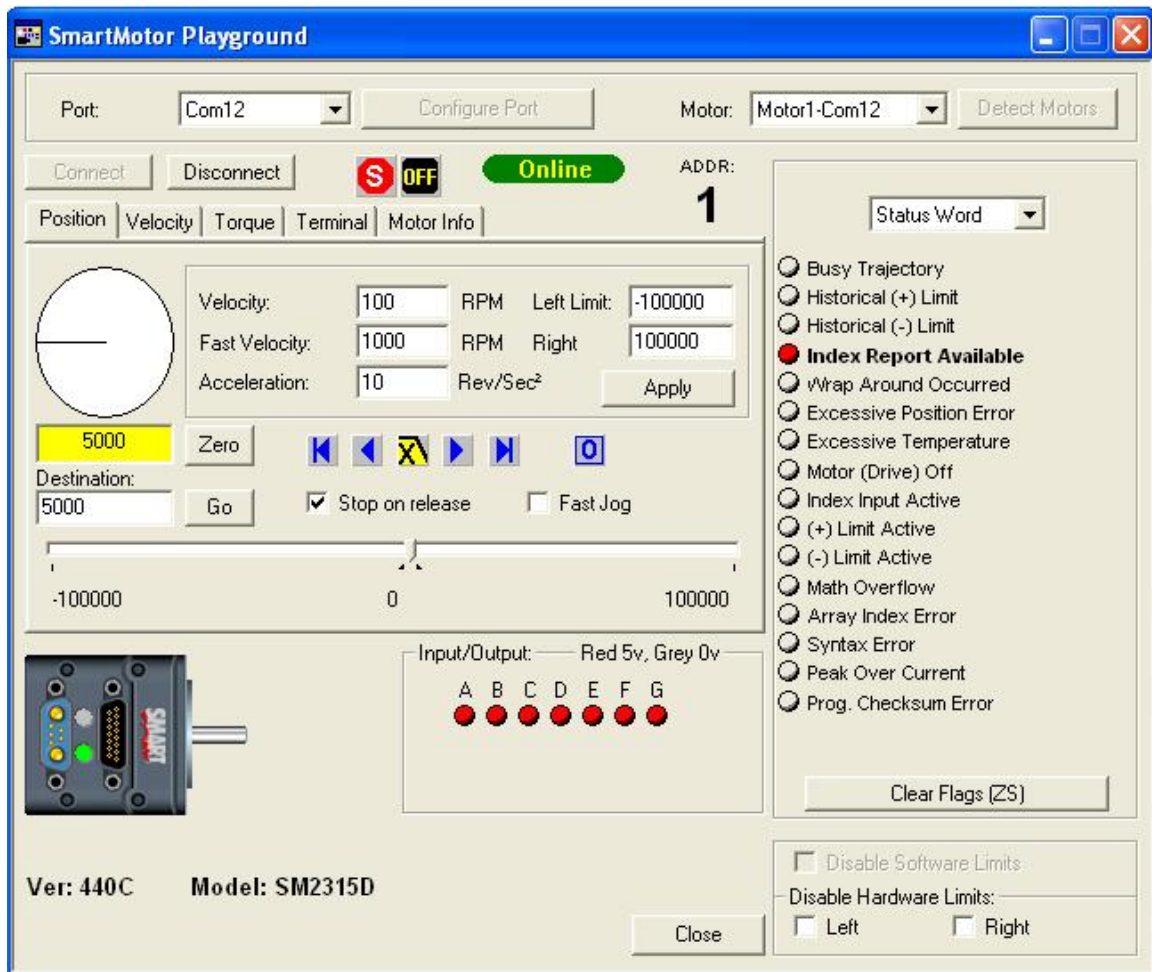 SmartMotor Playground
Port: Com12 Configure Port Motor: Motor1-Com12 Detect Motors
Connect Disconnect S OFF Online ADDR:
1
Position Velocity Torque Terminal Motor Info
Status Word
Velocity: 100 RPM Left Limit: -100000
Fast Velocity: 1000 RPM Right 100000
Acceleration: 10 Rev/Sec² Apply
5000 Zero 0
Destination:
5000 Go Stop on release Fast Jog
-100000 0 100000
Busy Trajectory
Historical (+) Limit
Historical (-) Limit
Index Report Available
Wrap Around Occurred
Excessive Position Error
Excessive Temperature
Motor (Drive) Off
Index Input Active
(+) Limit Active
(-) Limit Active
Math Overflow
Array Index Error
Syntax Error
Peak Over Current
Prog. Checksum Error
Clear Flags (ZS)
Input/Output: Red 5v, Grey 0v
A B C D E F G
SMART
Ver: 440C Model: SM2315D
Disable Software Limits
Disable Hardware Limits:
Left Right
Close